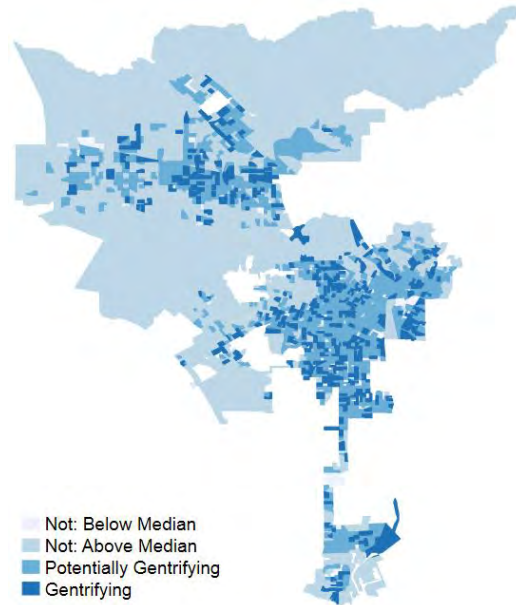 Not: Below Median
Not: Above Median
Potentially Gentrifying
Gentrifying